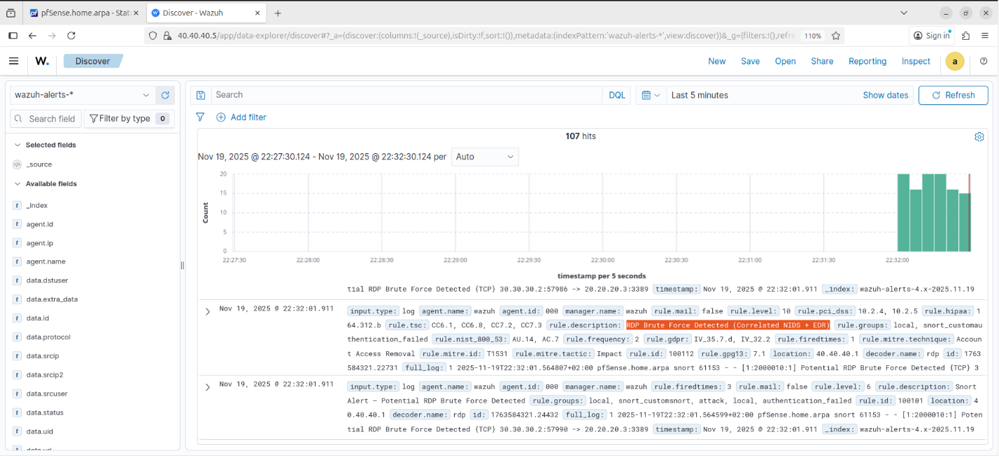 pfSense.home.arpa - Stat
Discover - Wazuh
40.40.40.5/app/data-explorer/discover#?_a=(discover:(columns:!(_source),isDirty:!f,sort:!()),metadata:(indexPattern:'wazuh-alerts-*',view:discover))&_g=(filters:!(),refre
110%
Sign in
W.
Discover
New
Save
Open
Share
Reporting
Inspect
a
wazuh-alerts-*
Search
DQL
Last 5 minutes
Show dates
Refresh
Search field
Filter by type
0
Add filter
Selected fields
_source
Available fields
t _index
t agent.id
t agent.ip
t agent.name
t data.dstuser
t data.extra_data
t data.id
t data.protocol
t data.srcip
t data.srcip2
t data.srcuser
t data.status
t data.uid
107 hits
Nov 19, 2025 @ 22:27:30.124 - Nov 19, 2025 @ 22:32:30.124 per
Auto
Count
20
15
10
5
0
22:27:30
22:28:00
22:28:30
22:29:00
22:29:30
22:30:00
22:30:30
22:31:00
22:31:30
22:32:00
timestamp per 5 seconds
tial RDP Brute Force Detected {TCP} 30.30.30.2:57986 -> 20.20.20.3:3389 timestamp: Nov 19, 2025 @ 22:32:01.911 _index: wazuh-alerts-4.x-2025.11.19
Nov 19, 2025 @ 22:32:01.911
input.type: log agent.name: wazuh agent.id: 000 manager.name: wazuh rule.mail: false rule.level: 10 rule.pci_dss: 10.2.4, 10.2.5 rule.hipaa: 1
64.312.b rule.tsc: CC6.1, CC6.8, CC7.2, CC7.3 rule.description: RDP Brute Force Detected (Correlated NIDS + EDR) rule.groups: local, snort_customau
thentication_failed rule.nist_800_53: AU.14, AC.7 rule.frequency: 2 rule.gdpr: IV_35.7.d, IV_32.2 rule.firedtimes: 1 rule.mitre.technique: Accoun
t Access Removal rule.mitre.id: T1531 rule.mitre.tactic: Impact rule.id: 100112 rule.gpg13: 7.1 location: 40.40.40.1 decoder.name: rdp id: 1763
584321.22731 full_log: 1 2025-11-19T22:32:01.564807+02:00 pfSense.home.arpa snort 61153 - - [1:2000010:1] Potential RDP Brute Force Detected {TCP} 3
Nov 19, 2025 @ 22:32:01.911
input.type: log agent.name: wazuh agent.id: 000 manager.name: wazuh rule.firedtimes: 3 rule.mail: false rule.level: 6 rule.description: Snort
Alert – Potential RDP Brute Force Detected rule.groups: local, snort_customsnort, attack, local, authentication_failed rule.id: 100101 location: 4
0.40.40.1 decoder.name: rdp id: 1763584321.24432 full_log: 1 2025-11-19T22:32:01.564599+02:00 pfSense.home.arpa snort 61153 - - [1:2000010:1] Poten
tial RDP Brute Force Detected {TCP} 30.30.30.2:57990 -> 20.20.20.3:3389 timestamp: Nov 19, 2025 @ 22:32:01.911 _index: wazuh-alerts-4.x-2025.11.19